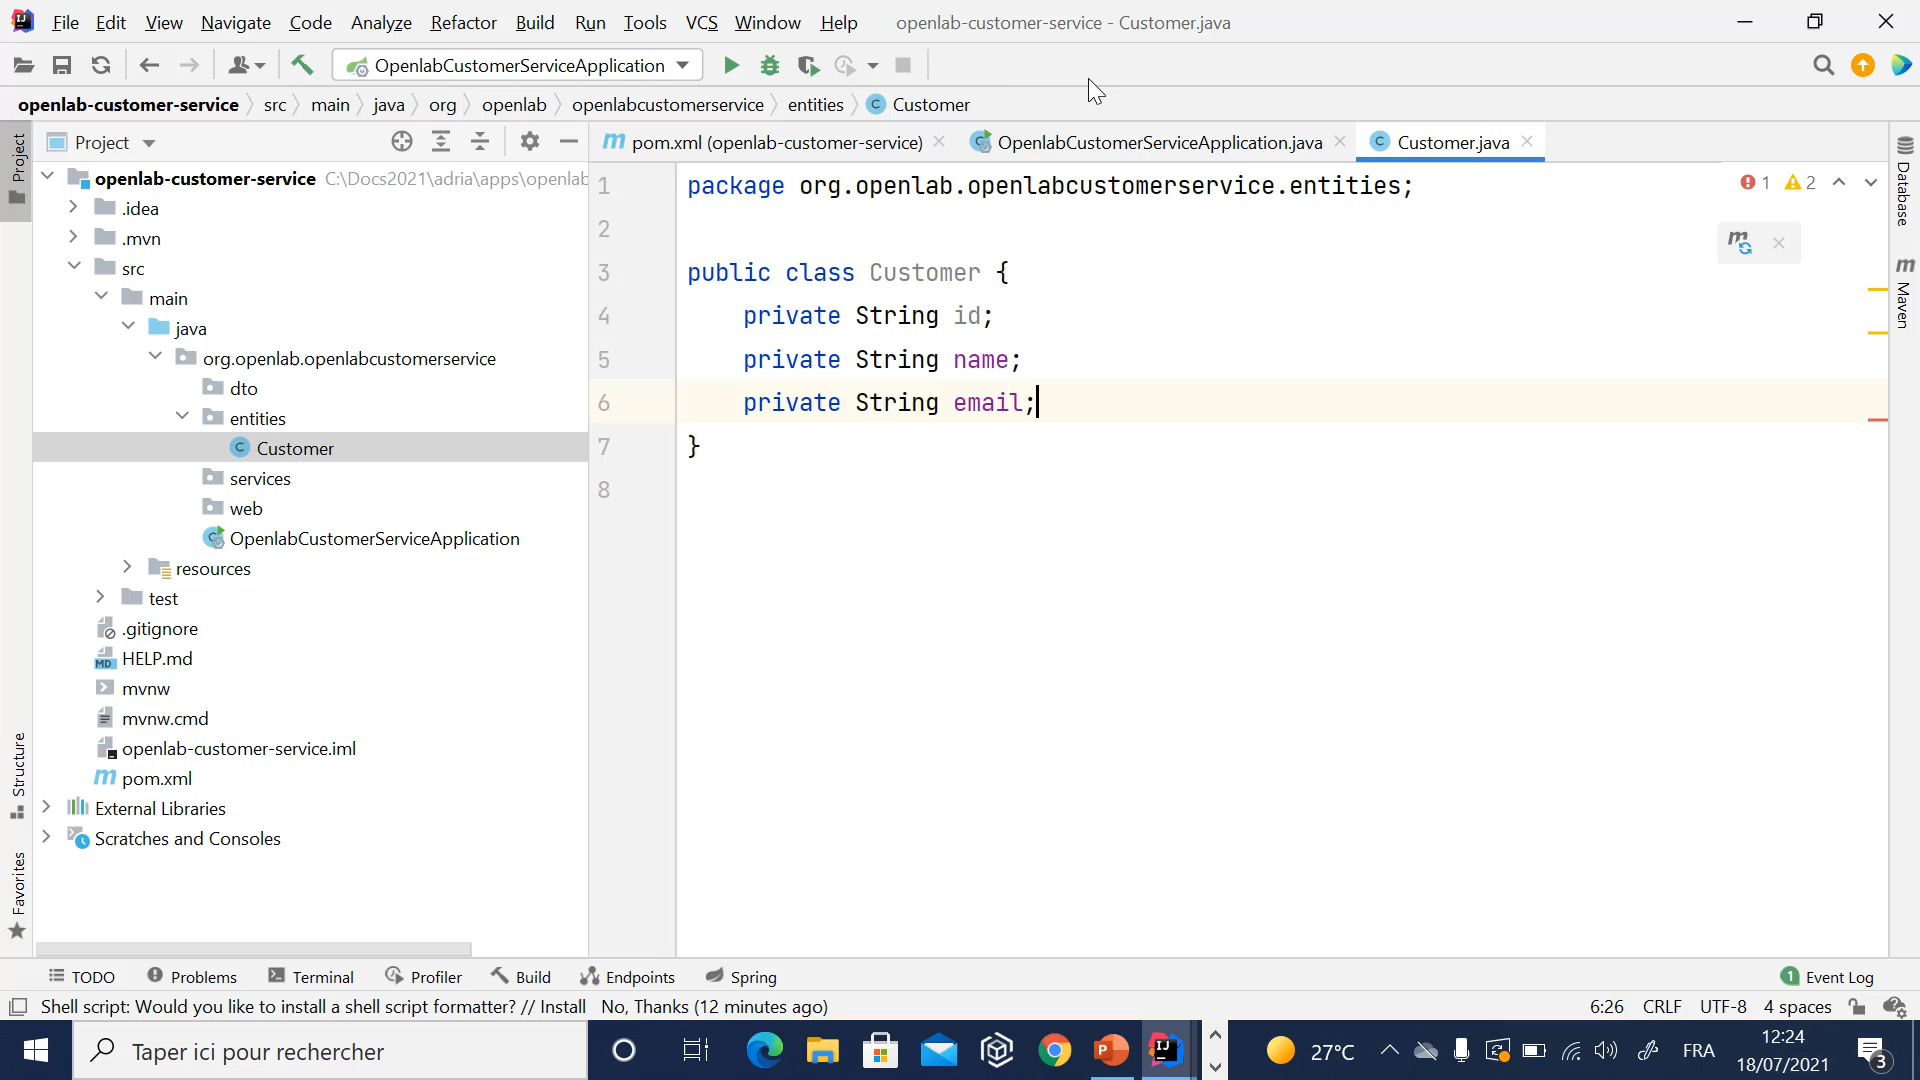 File Edit View Navigate Code Analyze Refactor Build Run Tools VCS Window Help openlab-customer-service - Customer.java
OpenlabCustomerServiceApplication
openlab-customer-service src main java org openlab openlabcustomerservice entities Customer
Project
pom.xml (openlab-customer-service) OpenlabCustomerServiceApplication.java Customer.java
Project
openlab-customer-service C:\Docs2021\adria\apps\openlab
.idea
.mvn
src
main
java
org.openlab.openlabcustomerservice
dto
entities
Customer
services
web
OpenlabCustomerServiceApplication
resources
test
.gitignore
HELP.md
mvnw
mvnw.cmd
openlab-customer-service.iml
pom.xml
External Libraries
Scratches and Consoles
Structure
Favorites
1 package org.openlab.openlabcustomerservice.entities;
2
3 public class Customer {
4 private String id;
5 private String name;
6 private String email;
7 }
8
1 2
Database
Maven
TODO Problems Terminal Profiler Build Endpoints Spring 1 Event Log
Shell script: Would you like to install a shell script formatter? // Install No, Thanks (12 minutes ago) 6:26 CRLF UTF-8 4 spaces
Taper ici pour rechercher
27°C FRA
12:24
18/07/2021
3